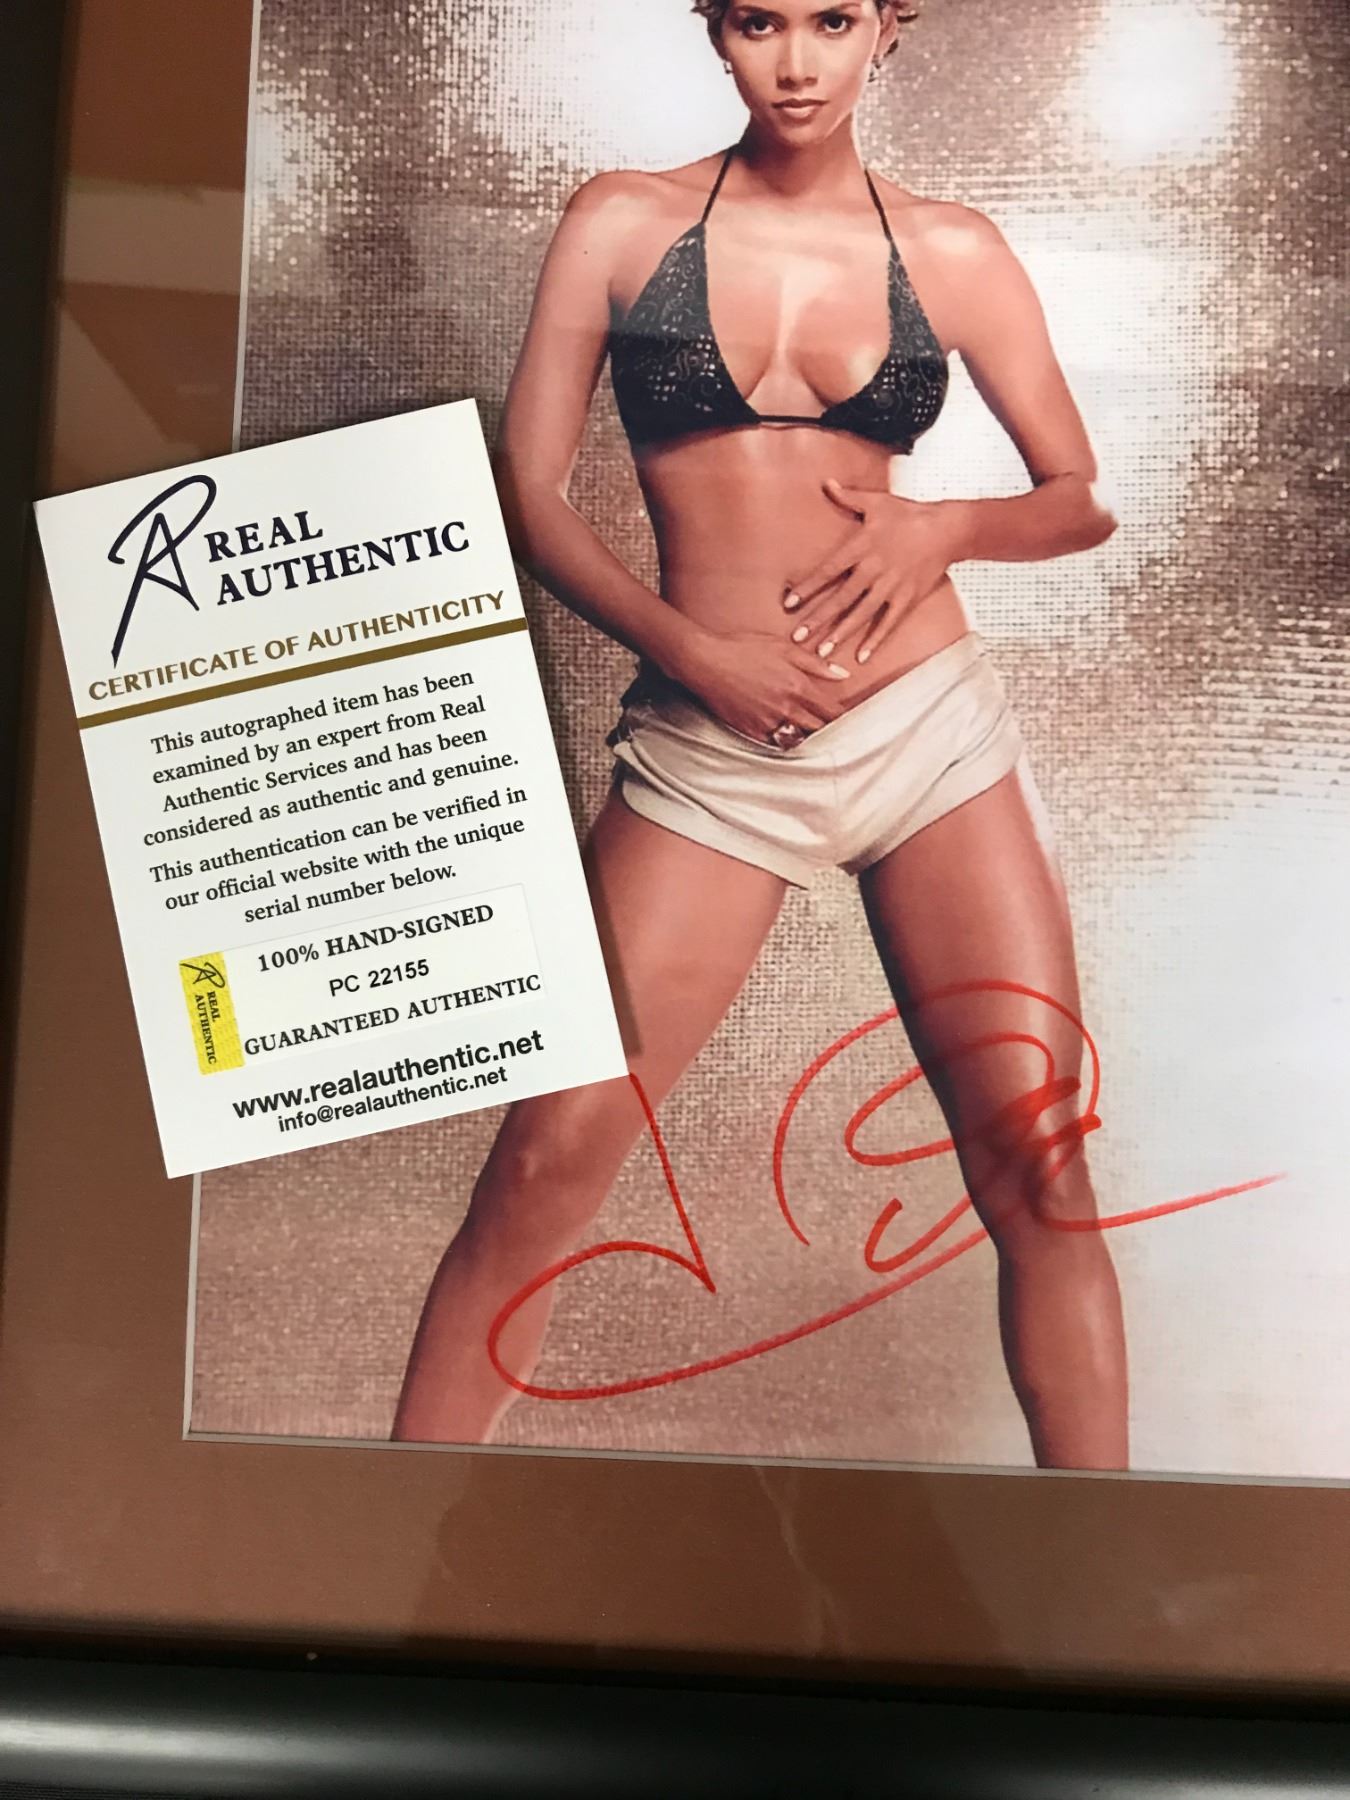 REAL
AUTHENTIC
CERTIFICATE OF AUTHENTICITY
This autographed item has been
examined by an expert from Real
Authentic Services and has been
considered as authentic and genuine.
This authentication can be verified in
our official website with the unique
serial number below.
100% HAND-SIGNED
PC 22155
GUARANTEED AUTHENTIC
REAL
AUTHENTIC
www.realauthentic.net
info@realauthentic.net